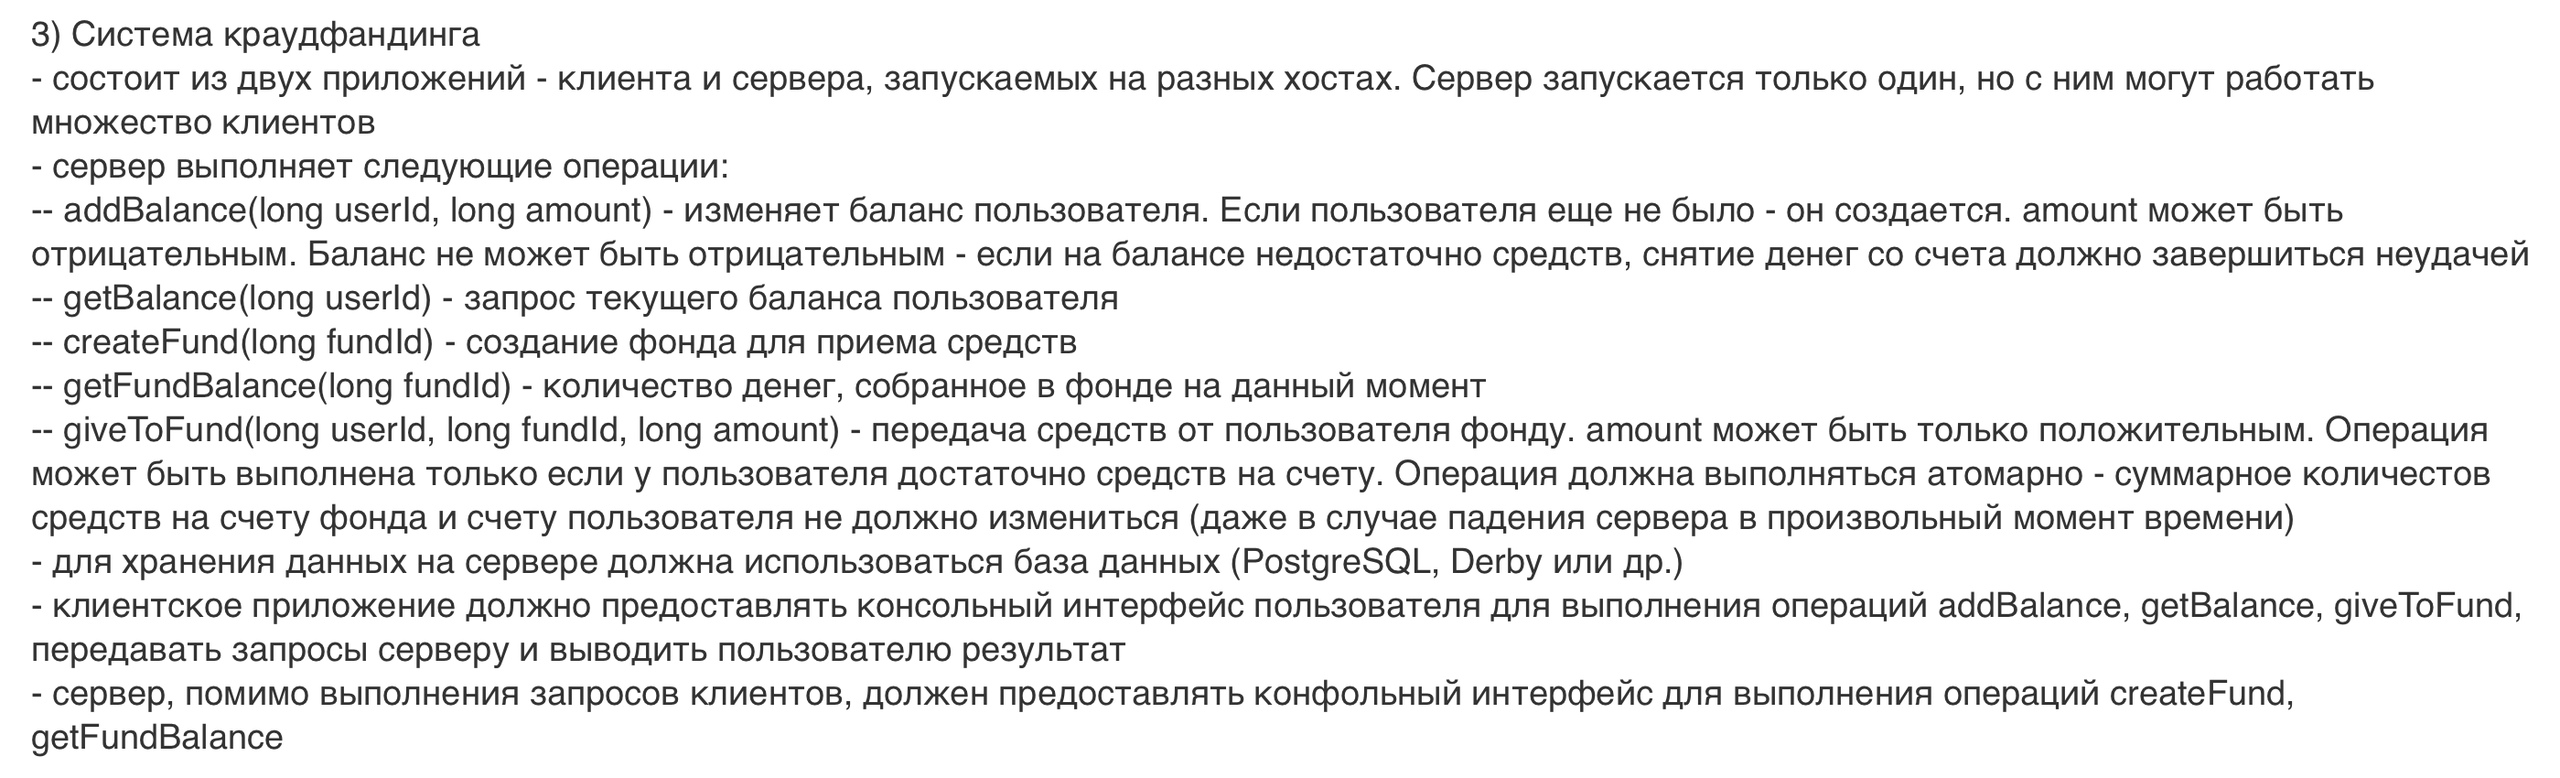 3) Система краудфандинга
- состоит из двух приложений - клиента и сервера, запускаемых на разных хостах. Сервер запускается только один, но с ним могут работать
множество клиентов
- сервер выполняет следующие операции:
-- addBalance(long userId, long amount) - изменяет баланс пользователя. Если пользователя еще не было - он создается. amount может быть
отрицательным. Баланс не может быть отрицательным - если на балансе недостаточно средств, снятие денег со счета должно завершиться неудачей
-- getBalance(long userId) - запрос текущего баланса пользователя
-- createFund(long fundId) - создание фонда для приема средств
-- getFundBalance(long fundId) - количество денег, собранное в фонде на данный момент
-- giveToFund(long userId, long fundId, long amount) - передача средств от пользователя фонду. amount может быть только положительным. Операция
может быть выполнена только если у пользователя достаточно средств на счету. Операция должна выполняться атомарно - суммарное количестов
средств на счету фонда и счету пользователя не должно измениться (даже в случае падения сервера в произвольный момент времени)
- для хранения данных на сервере должна использоваться база данных (PostgreSQL, Derby или др.)
- клиентское приложение должно предоставлять консольный интерфейс пользователя для выполнения операций addBalance, getBalance, giveToFund,
передавать запросы серверу и выводить пользователю результат
- сервер, помимо выполнения запросов клиентов, должен предоставлять конфольный интерфейс для выполнения операций createFund,
getFundBalance